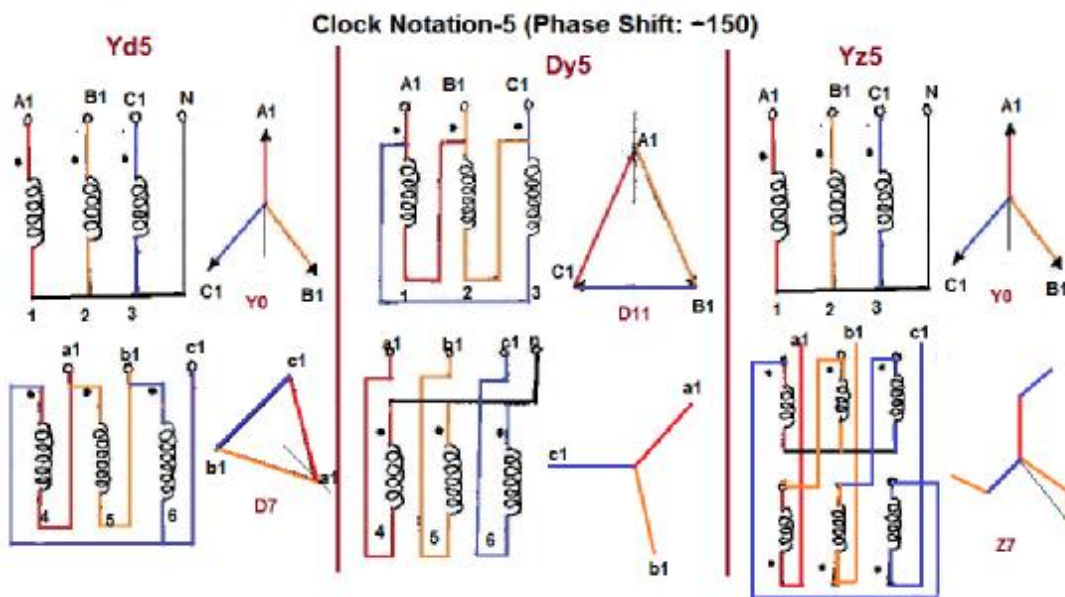 Clock Notation-5 (Phase Shift: −150)
Yd5
A1 B1 C1 N
1 2 3
A1
C1 B1
Y0
a1 b1 c1
4 5 6
c1
b1 a1
D7
Dy5
A1 B1 C1
1 2 3
A1
C1 B1
D11
a1 b1 c1 n
4 5 6
a1
c1
b1
Yz5
A1 B1 C1 N
1 2 3
A1
C1 B1
Y0
a1 b1 c1
Z7